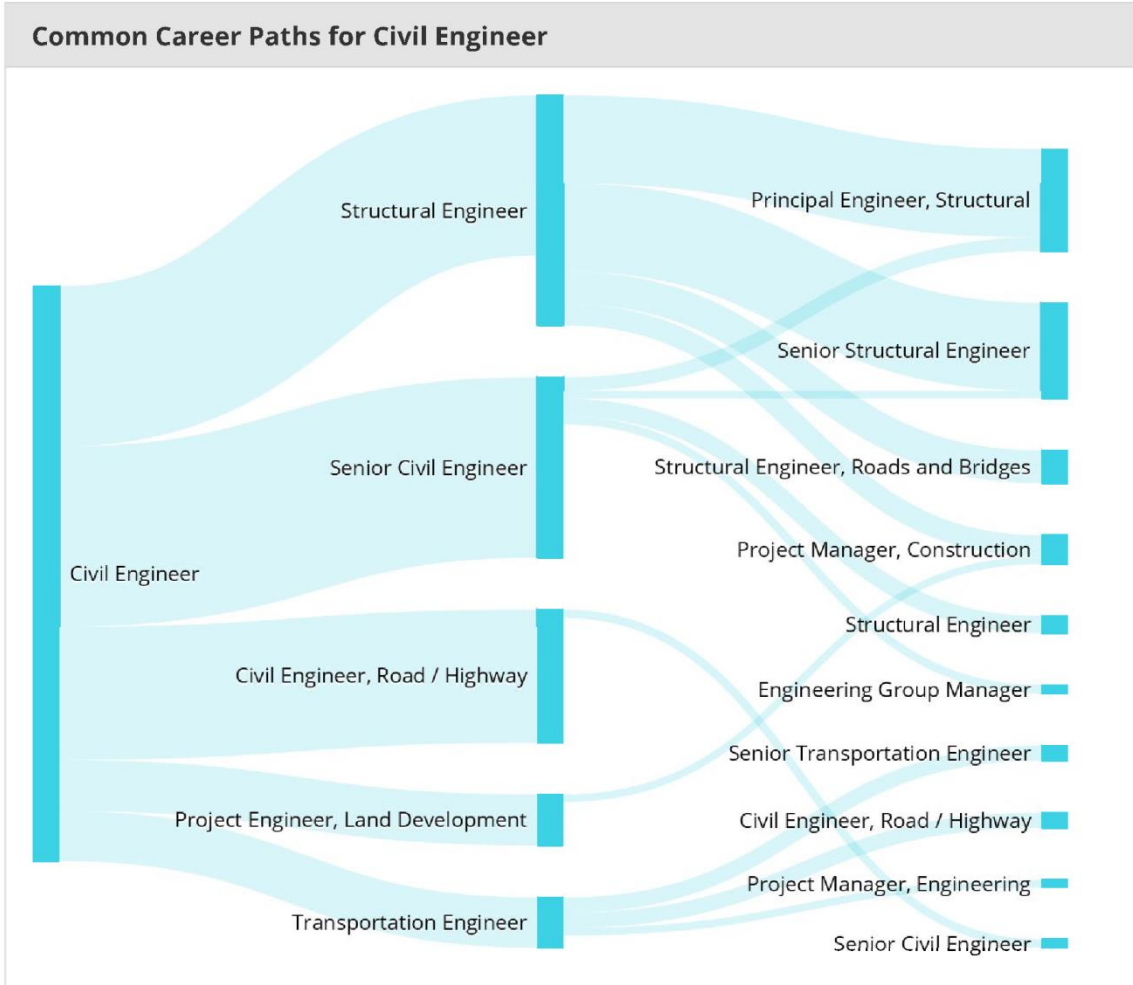 Common Career Paths for Civil Engineer
Civil Engineer
Structural Engineer
Senior Civil Engineer
Civil Engineer, Road / Highway
Project Engineer, Land Development
Transportation Engineer
Principal Engineer, Structural
Senior Structural Engineer
Structural Engineer, Roads and Bridges
Project Manager, Construction
Structural Engineer
Engineering Group Manager
Senior Transportation Engineer
Civil Engineer, Road / Highway
Project Manager, Engineering
Senior Civil Engineer